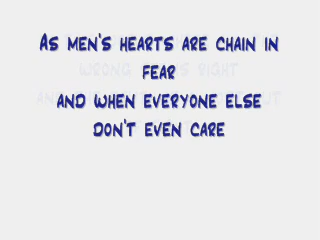 As men's hearts are chain in
fear
and when everyone else
don't even care